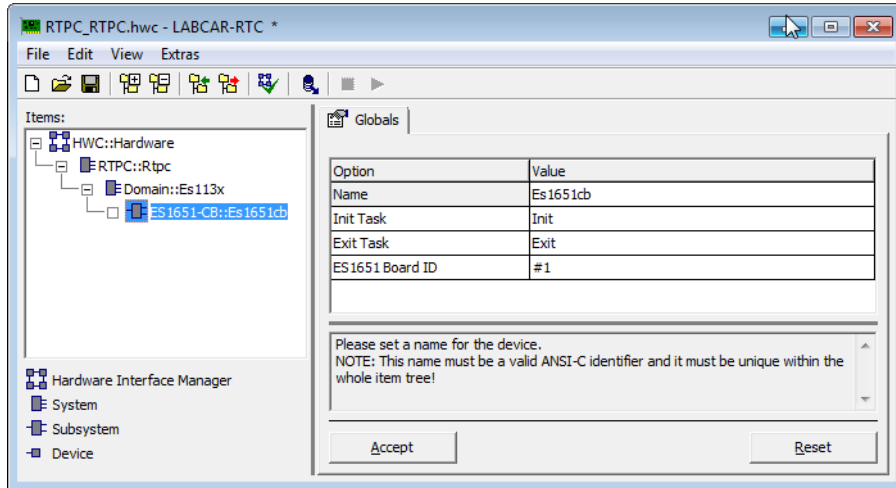 RTPC_RTPC.hwc - LABCAR-RTC *
File Edit View Extras
Items:
HWC::Hardware
RTPC::Rtpc
Domain::Es113x
ES1651-CB::Es1651cb
Hardware Interface Manager
System
Subsystem
Device
Globals
Option Value
Name Es1651cb
Init Task Init
Exit Task Exit
ES1651 Board ID #1
Please set a name for the device.
NOTE: This name must be a valid ANSI-C identifier and it must be unique within the
whole item tree!
Accept Reset